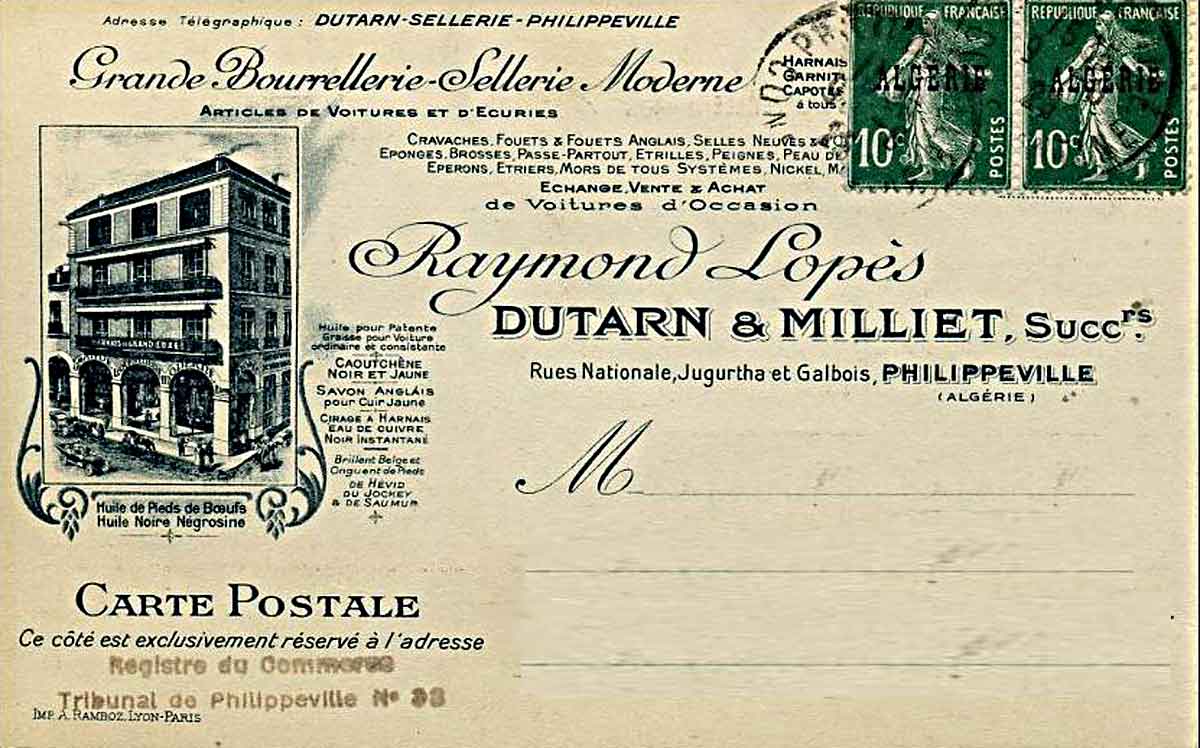 Adresse Télégraphique : DUTARN-SELLERIE-PHILIPPEVILLE
Grande Bourrellerie-Sellerie Moderne
HARNAIS
GARNIT
CAPOTE
à tous
ARTICLES DE VOITURES ET D'ECURIES
CRAVACHES, FOUETS & FOUETS ANGLAIS, SELLES NEUVES &
EPONGES, BROSSES, PASSE-PARTOUT, ETRILLES, PEIGNES, PEAU DE
EPERONS, ETRIERS, MORS DE TOUS SYSTÈMES, NICKEL,
ECHANGE, VENTE & ACHAT
de Voitures d'Occasion
RÉPUBLIQUE FRANÇAISE
ALGÉRIE
10c
POSTES
RÉPUBLIQUE FRANÇAISE
ALGÉRIE
10c
POSTES
Raymond Lopès
DUTARN & MILLIET, Succrs.
Rues Nationale, Jugurtha et Galbois, PHILIPPEVILLE
(ALGÉRIE)
HARNAIS DE GRAND LUXE
Huile pour Patente
Graisse pour Voiture
ordinaire et consistante
CAOUTCHÈNE
NOIR ET JAUNE
SAVON ANGLAIS
pour Cuir Jaune
CIRAGE A HARNAIS
EAU DE CUIVRE
NOIR INSTANTANÉ
Brillant Belge et
Onguent de Pieds
DE HÉVID
DU JOCKEY
& DE SAUMUR
M
Huile de Pieds de Bœufs
Huile Noire Négrosine
CARTE POSTALE
Ce côté est exclusivement réservé à l'adresse
Registre du Commerce
Tribunal de Philippeville No 33
IMP. A. RAMBOZ, LYON-PARIS